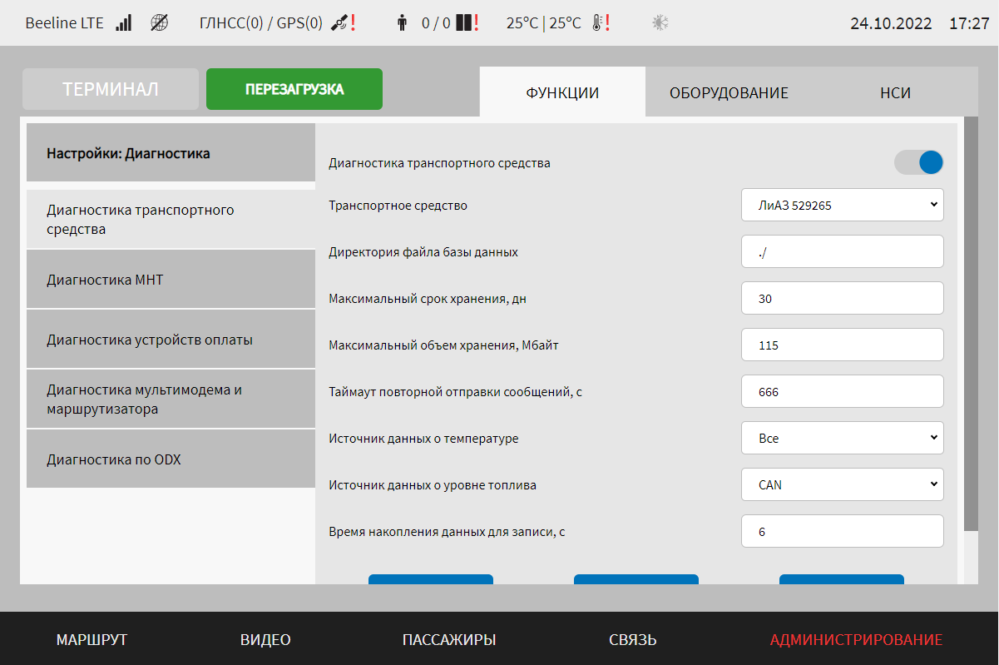 Beeline LTE ГЛНСС(0) / GPS(0) ! 0 / 0 ! 25°C | 25°C ! 24.10.2022 17:27
ТЕРМИНАЛ ПЕРЕЗАГРУЗКА ФУНКЦИИ ОБОРУДОВАНИЕ НСИ
Настройки: Диагностика
Диагностика транспортного
средства
Диагностика МНТ
Диагностика устройств оплаты
Диагностика мультимодема и
маршрутизатора
Диагностика по ODX
Диагностика транспортного средства
Транспортное средство ЛиАЗ 529265
Директория файла базы данных ./
Максимальный срок хранения, дн 30
Максимальный объем хранения, Мбайт 115
Таймаут повторной отправки сообщений, с 666
Источник данных о температуре Все
Источник данных о уровне топлива CAN
Время накопления данных для записи, с 6
МАРШРУТ ВИДЕО ПАССАЖИРЫ СВЯЗЬ АДМИНИСТРИРОВАНИЕ